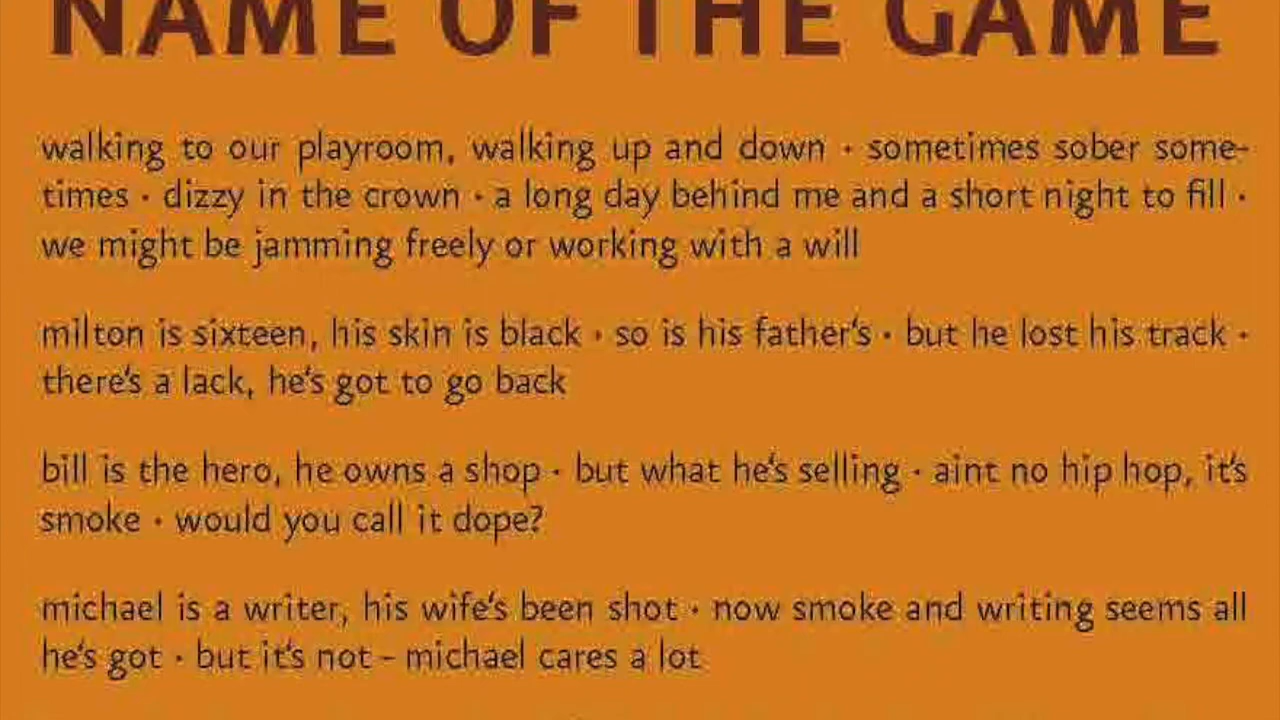 NAME OF THE GAME
walking to our playroom, walking up and down · sometimes sober some-
times · dizzy in the crown · a long day behind me and a short night to fill ·
we might be jamming freely or working with a will
milton is sixteen, his skin is black · so is his father's · but he lost his track ·
there's a lack, he's got to go back
bill is the hero, he owns a shop · but what he's selling · aint no hip hop, it's
smoke · would you call it dope?
michael is a writer, his wife's been shot · now smoke and writing seems all
he's got · but it's not – michael cares a lot